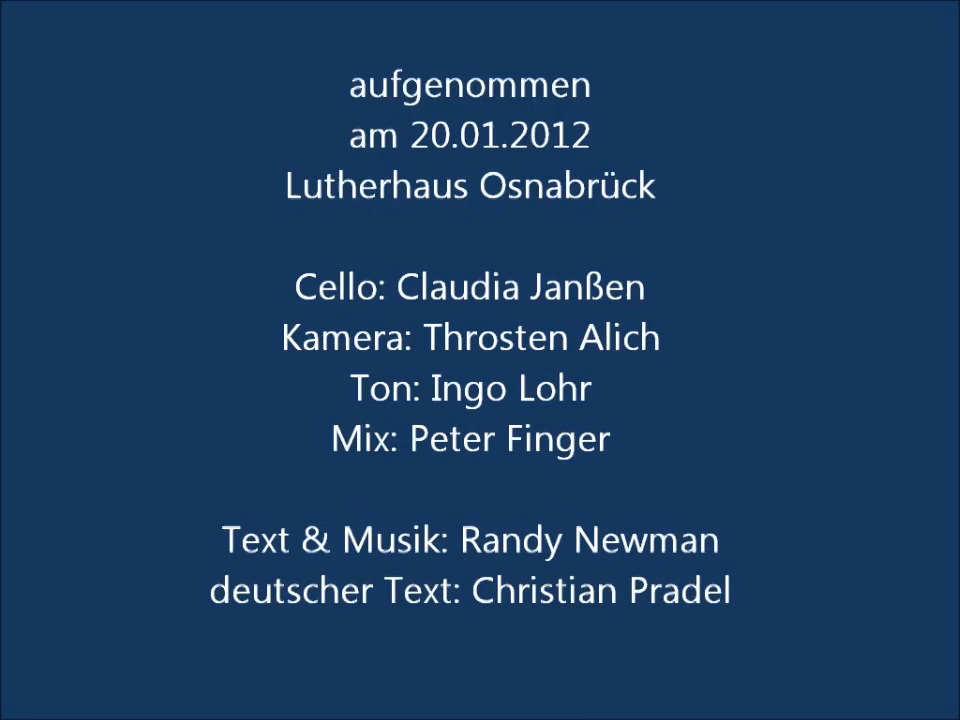 aufgenommen
am 20.01.2012
Lutherhaus Osnabrück
Cello: Claudia Janßen
Kamera: Throsten Alich
Ton: Ingo Lohr
Mix: Peter Finger
Text & Musik: Randy Newman
deutscher Text: Christian Pradel